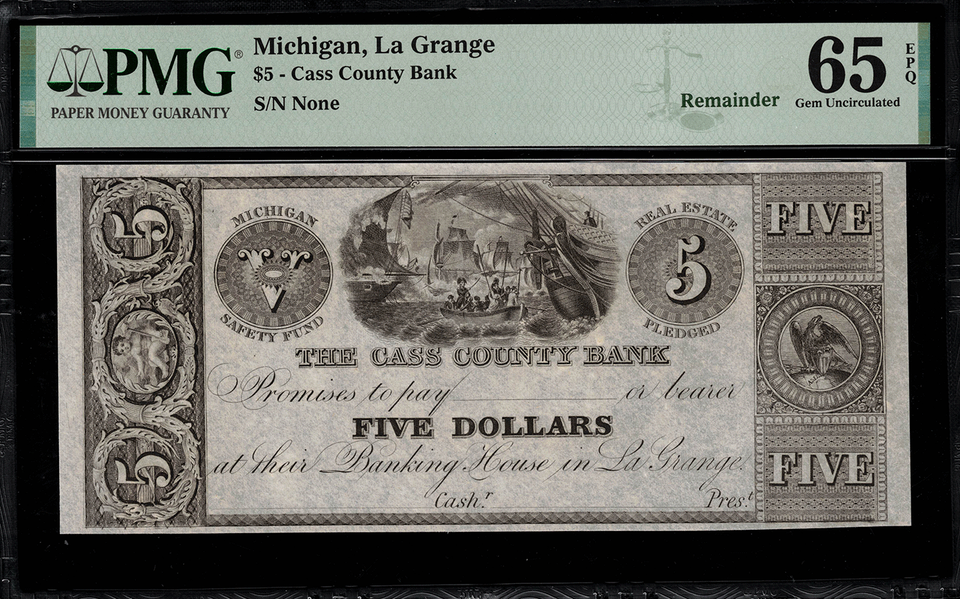 PMG®
PAPER MONEY GUARANTY
Michigan, La Grange
$5 - Cass County Bank
S/N None
Remainder
65
EPQ
Gem Uncirculated
5
5
MICHIGAN
V
SAFETY FUND
REAL ESTATE
5
PLEDGED
FIVE
THE CASS COUNTY BANK
Promises to pay or bearer
FIVE DOLLARS
at their Banking House in La Grange.
Cash.r Pres.t
FIVE